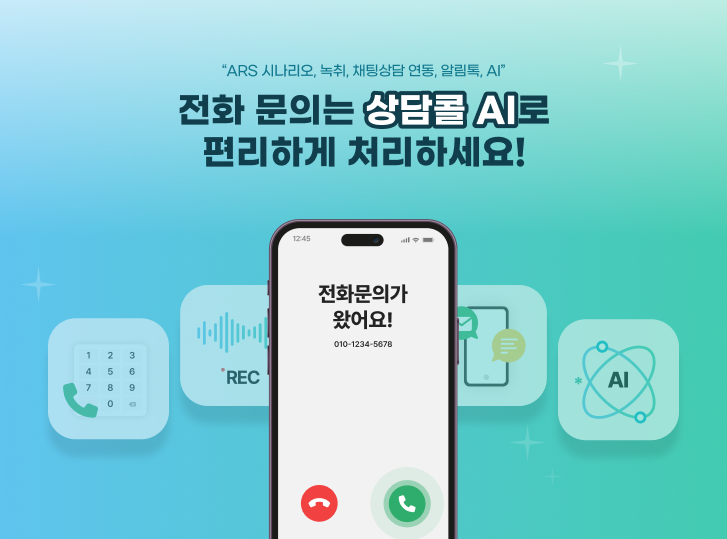 “ARS 시나리오, 녹취, 채팅상담 연동, 알림톡, AI”
전화 문의는 상담콜 AI로
편리하게 처리하세요!
12:45
전화문의가
왔어요!
010-1234-5678
1 2 3
4 5 6
7 8 9
0
REC
AI